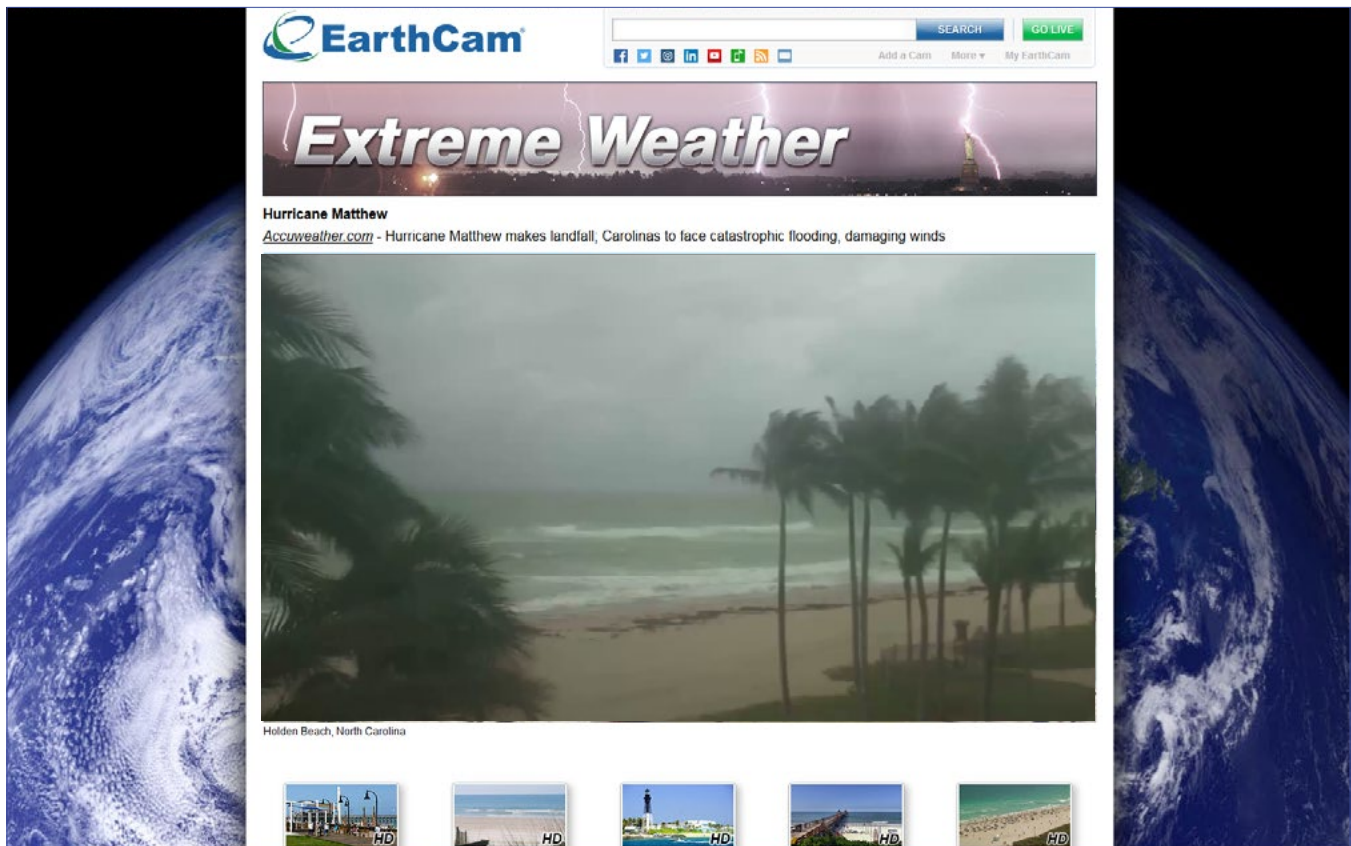 EarthCam
SEARCH
GO LIVE
Add a Cam
More ▾
My EarthCam
Extreme Weather
Hurricane Matthew
Accuweather.com - Hurricane Matthew makes landfall; Carolinas to face catastrophic flooding, damaging winds
Holden Beach, North Carolina
HD
HD
HD
HD
HD